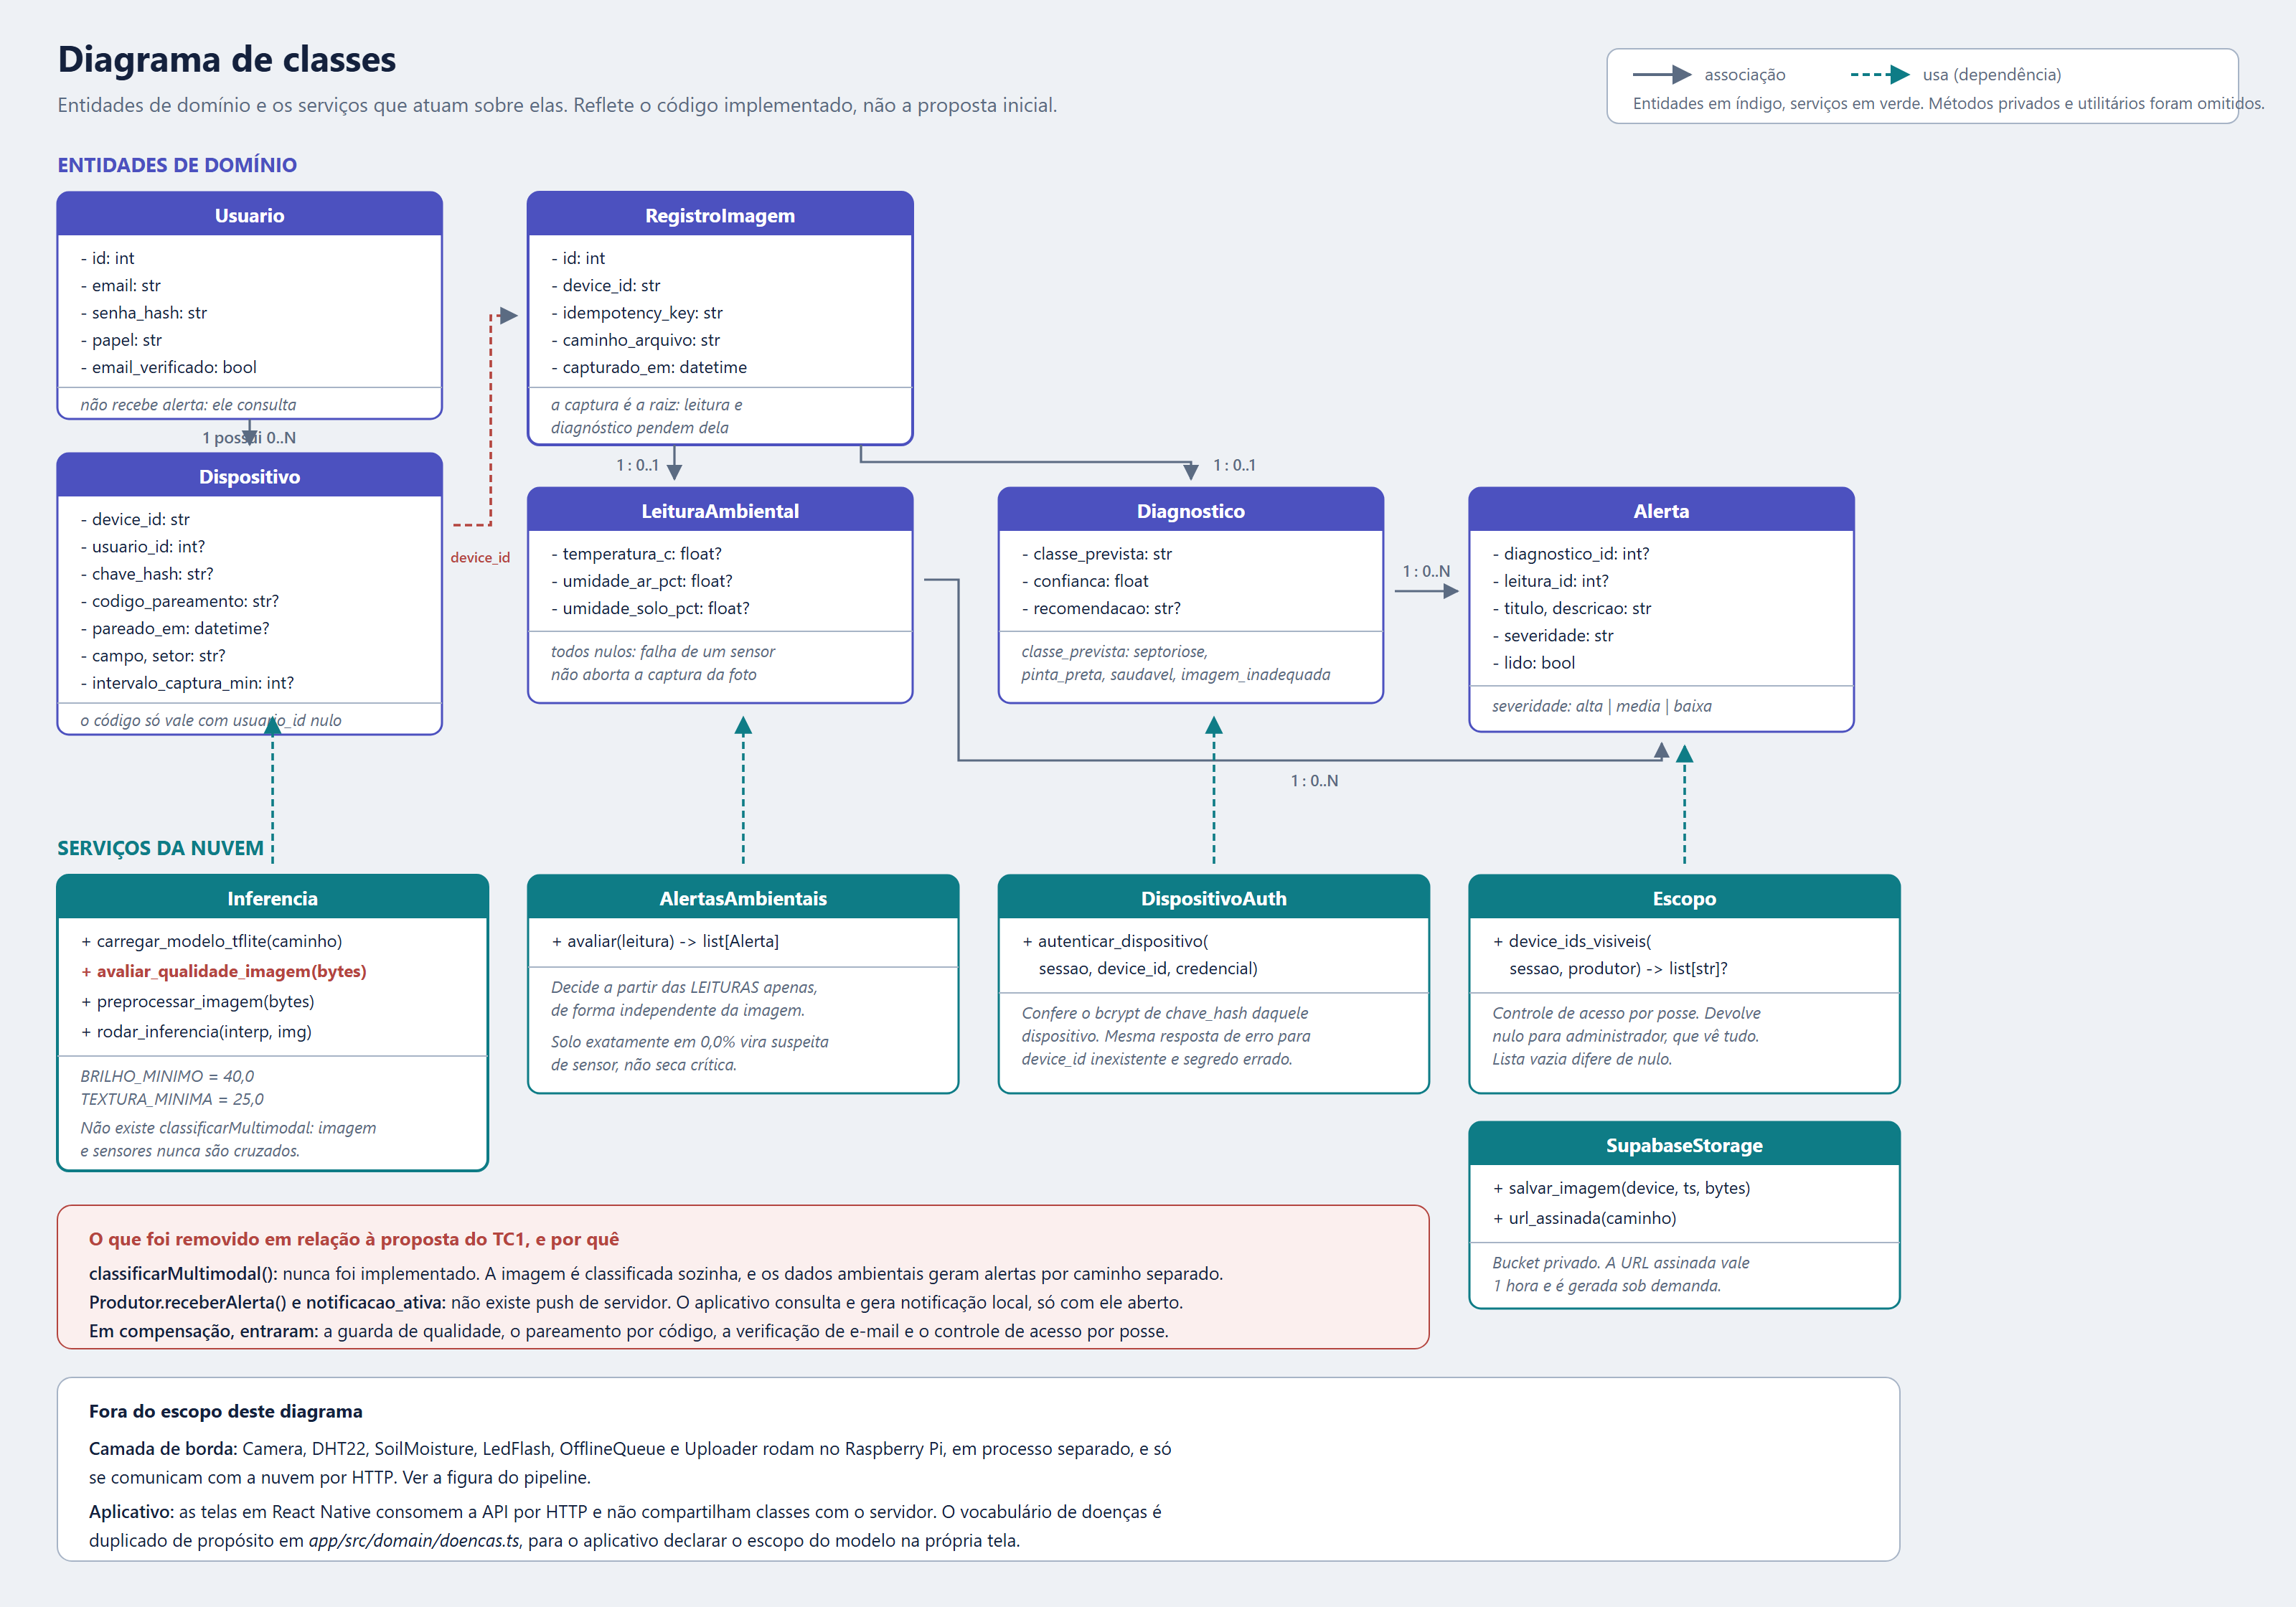 Diagrama de classes
Entidades de domínio e os serviços que atuam sobre elas. Reflete o código implementado, não a proposta inicial.
associação
usa (dependência)
Entidades em índigo, serviços em verde. Métodos privados e utilitários foram omitidos.
ENTIDADES DE DOMÍNIO
Usuario
- id: int
- email: str
- senha_hash: str
- papel: str
- email_verificado: bool
não recebe alerta: ele consulta
1 possui 0..N
RegistroImagem
- id: int
- device_id: str
- idempotency_key: str
- caminho_arquivo: str
- capturado_em: datetime
a captura é a raiz: leitura e
diagnóstico pendem dela
1 : 0..1
1 : 0..1
Dispositivo
- device_id: str
- usuario_id: int?
- chave_hash: str?
- codigo_pareamento: str?
- pareado_em: datetime?
- campo, setor: str?
- intervalo_captura_min: int?
o código só vale com usuario_id nulo
device_id
LeituraAmbiental
- temperatura_c: float?
- umidade_ar_pct: float?
- umidade_solo_pct: float?
todos nulos: falha de um sensor
não aborta a captura da foto
Diagnostico
- classe_prevista: str
- confianca: float
- recomendacao: str?
classe_prevista: septoriose,
pinta_preta, saudavel, imagem_inadequada
1 : 0..N
Alerta
- diagnostico_id: int?
- leitura_id: int?
- titulo, descricao: str
- severidade: str
- lido: bool
severidade: alta | media | baixa
1 : 0..N
SERVIÇOS DA NUVEM
Inferencia
+ carregar_modelo_tflite(caminho)
+ avaliar_qualidade_imagem(bytes)
+ preprocessar_imagem(bytes)
+ rodar_inferencia(interp, img)
BRILHO_MINIMO = 40,0
TEXTURA_MINIMA = 25,0
Não existe classificarMultimodal: imagem
e sensores nunca são cruzados.
AlertasAmbientais
+ avaliar(leitura) -> list[Alerta]
Decide a partir das LEITURAS apenas,
de forma independente da imagem.
Solo exatamente em 0,0% vira suspeita
de sensor, não seca crítica.
DispositivoAuth
+ autenticar_dispositivo(
sessao, device_id, credencial)
Confere o bcrypt de chave_hash daquele
dispositivo. Mesma resposta de erro para
device_id inexistente e segredo errado.
Escopo
+ device_ids_visiveis(
sessao, produtor) -> list[str]?
Controle de acesso por posse. Devolve
nulo para administrador, que vê tudo.
Lista vazia difere de nulo.
SupabaseStorage
+ salvar_imagem(device, ts, bytes)
+ url_assinada(caminho)
Bucket privado. A URL assinada vale
1 hora e é gerada sob demanda.
O que foi removido em relação à proposta do TC1, e por quê
classificarMultimodal(): nunca foi implementado. A imagem é classificada sozinha, e os dados ambientais geram alertas por caminho separado.
Produtor.receberAlerta() e notificacao_ativa: não existe push de servidor. O aplicativo consulta e gera notificação local, só com ele aberto.
Em compensação, entraram: a guarda de qualidade, o pareamento por código, a verificação de e-mail e o controle de acesso por posse.
Fora do escopo deste diagrama
Camada de borda: Camera, DHT22, SoilMoisture, LedFlash, OfflineQueue e Uploader rodam no Raspberry Pi, em processo separado, e só
se comunicam com a nuvem por HTTP. Ver a figura do pipeline.
Aplicativo: as telas em React Native consomem a API por HTTP e não compartilham classes com o servidor. O vocabulário de doenças é
duplicado de propósito em app/src/domain/doencas.ts, para o aplicativo declarar o escopo do modelo na própria tela.